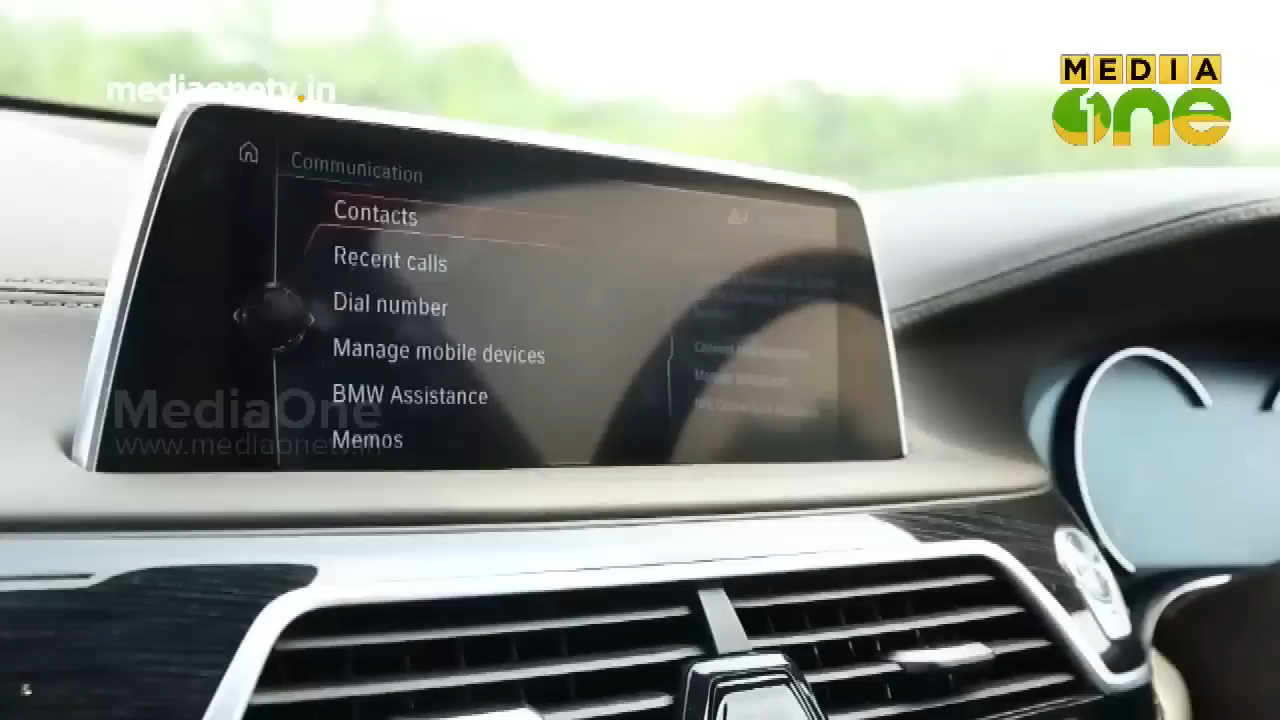 mediaonetv.in
MEDIA
One
Communication
Contacts
Recent calls
Dial number
Manage mobile devices
BMW Assistance
Memos
MediaOne
www.mediaonetv.in